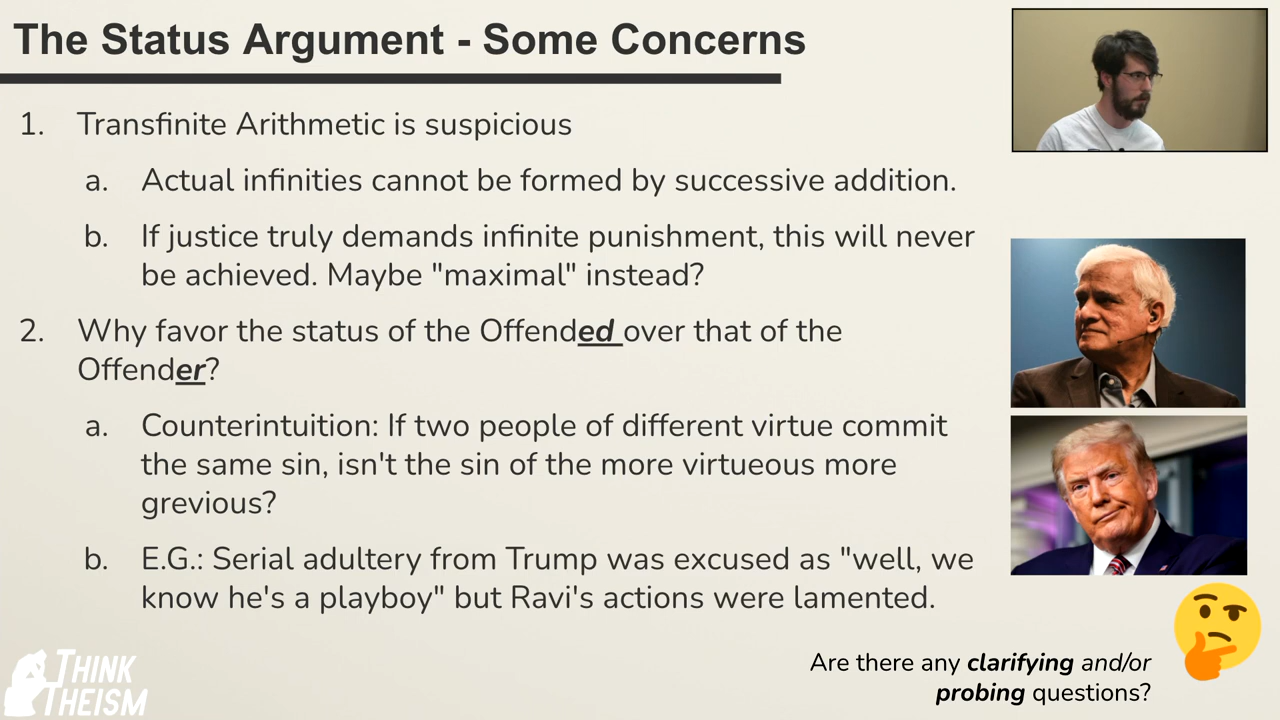 The Status Argument - Some Concerns
1. Transfinite Arithmetic is suspicious
a. Actual infinities cannot be formed by successive addition.
b. If justice truly demands infinite punishment, this will never
be achieved. Maybe "maximal" instead?
2. Why favor the status of the Offended over that of the
Offender?
a. Counterintuition: If two people of different virtue commit
the same sin, isn't the sin of the more virtueous more
grevious?
b. E.G.: Serial adultery from Trump was excused as "well, we
know he's a playboy" but Ravi's actions were lamented.
Are there any clarifying and/or
probing questions?
THINK
THEISM